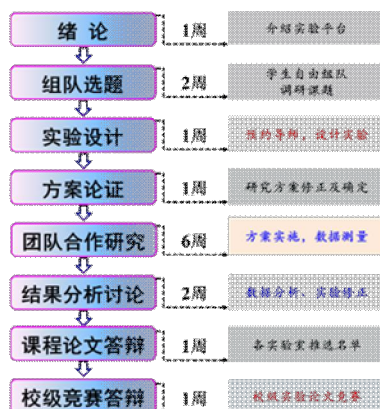 绪 论 1周 介绍实验平台
组队选题 2周 学生自由组队
调研课题
实验设计 1周 预约导师，设计实验
方案论证 1周 研究方案修正及确定
团队合作研究 6周 方案实施，数据测量
结果分析讨论 2周 数据分析、实验修正
课程论文答辩 1周 各实验室推选名单
校级竞赛答辩 1周 校级实验论文竞赛